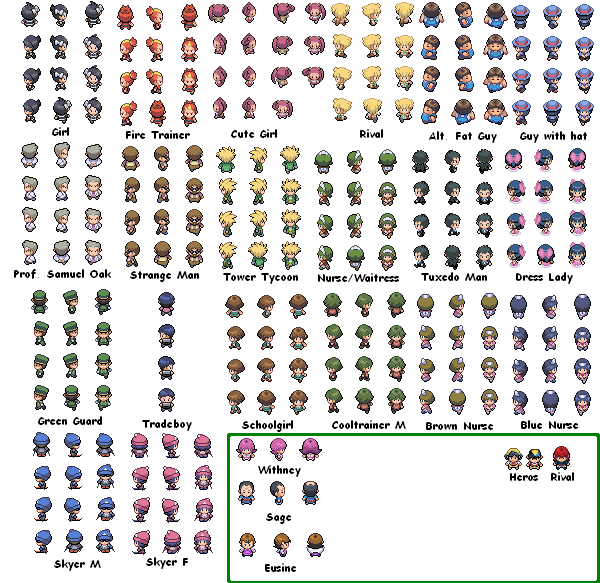 Girl
Fire Trainer
Cute Girl
Rival
Alt. Fat Guy
Guy with hat
Prof. Samuel Oak
Strange Man
Tower Tycoon
Nurse/Waitress
Tuxedo Man
Dress Lady
Green Guard
Tradeboy
Schoolgirl
Cooltrainer M
Brown Nurse
Blue Nurse
Skyer M
Skyer F
Withney
Heros
Rival
Sage
Eusine